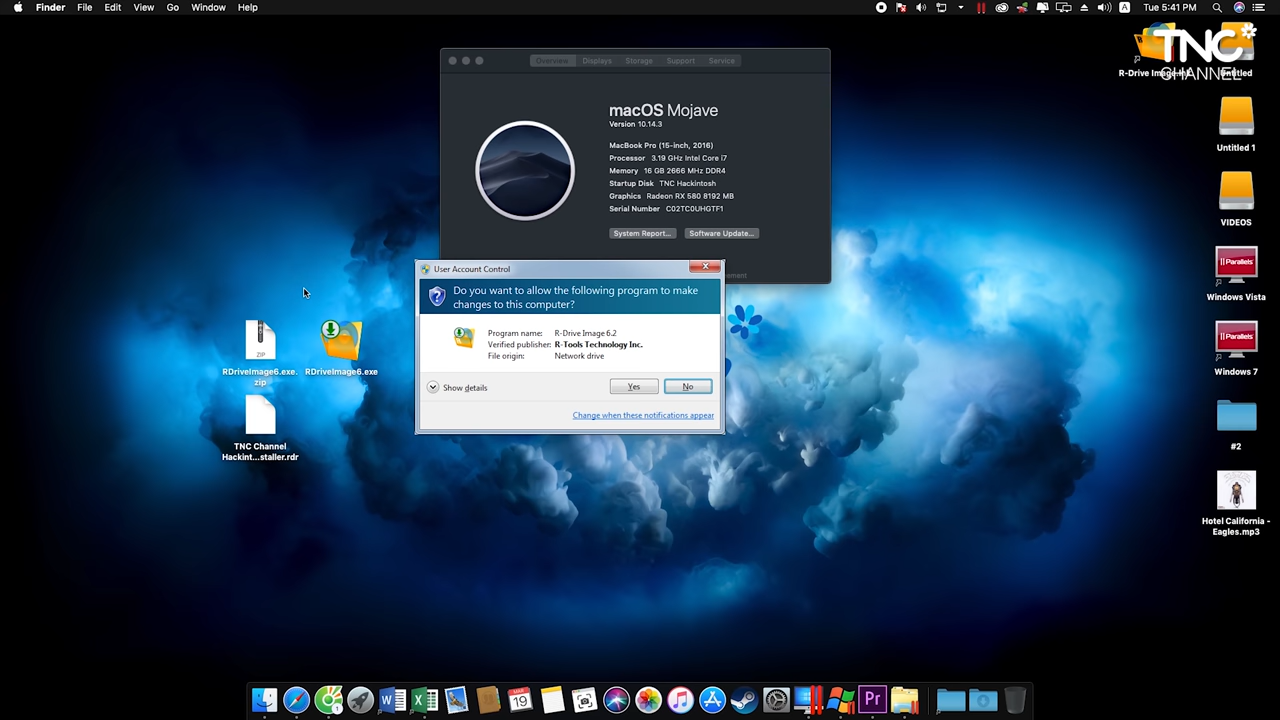 Finder File Edit View Go Window Help
A Tue 5:41 PM
TNC
CHANNEL
Untitled
Untitled 1
VIDEOS
Parallels
Windows Vista
Parallels
Windows 7
#2
Hotel California -
Eagles.mp3
Overview Displays Storage Support Service
macOS Mojave
Version 10.14.3
MacBook Pro (15-inch, 2016)
Processor 3.19 GHz Intel Core i7
Memory 16 GB 2666 MHz DDR4
Startup Disk TNC Hackintosh
Graphics Radeon RX 580 8192 MB
Serial Number C02TC0UHGTF1
System Report... Software Update...
User Account Control
Do you want to allow the following program to make
changes to this computer?
Program name: R-Drive Image 6.2
Verified publisher: R-Tools Technology Inc.
File origin: Network drive
Show details
Yes No
Change when these notifications appear
ZIP
RDriveImage6.exe.
zip
RDriveImage6.exe
TNC Channel
Hackint...staller.rdr
MAR
19
Pr